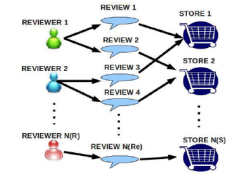 REVIEW 1
STORE 1
REVIEWER 1
REVIEW 2
STORE 2
REVIEWER 2
REVIEW 3
REVIEW 4
REVIEWER N(R)
STORE N(S)
REVIEW N(Re)